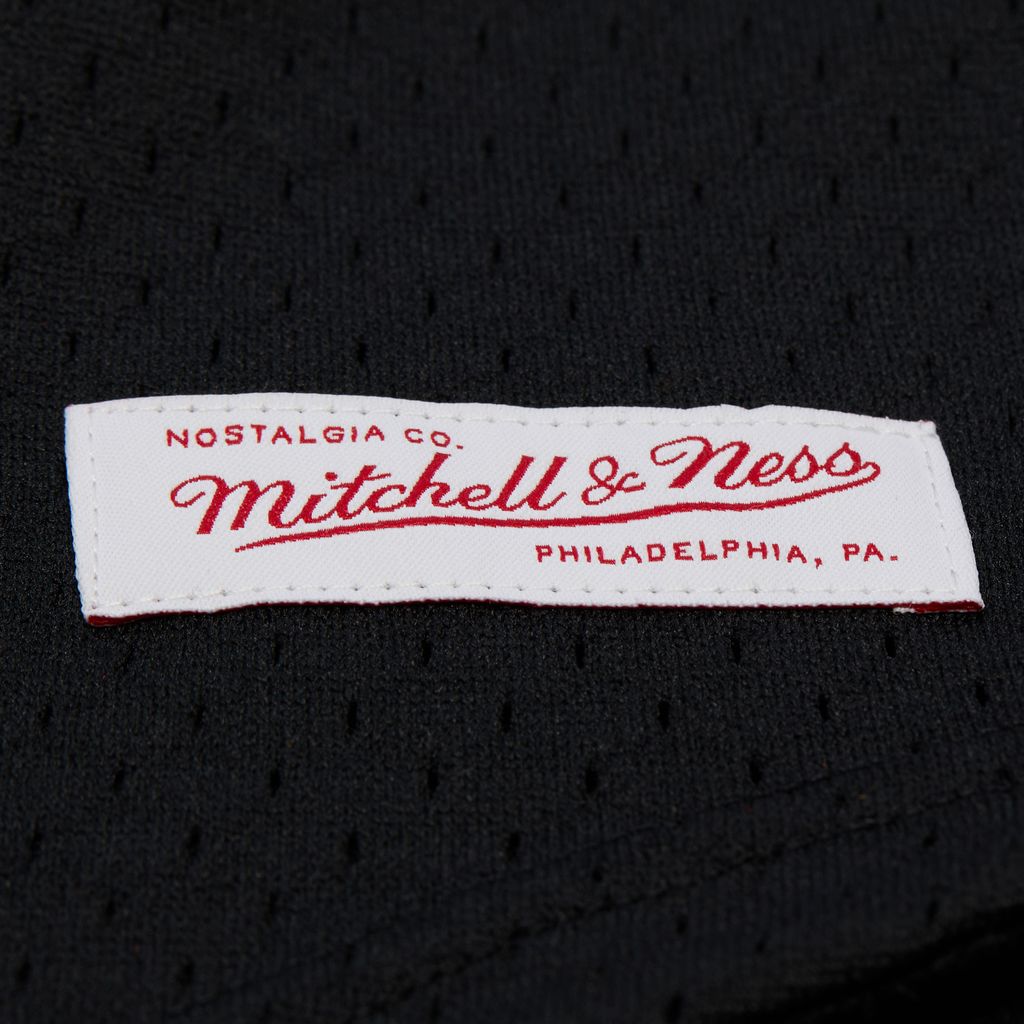 NOSTALGIA CO.
Mitchell & Ness
PHILADELPHIA, PA.